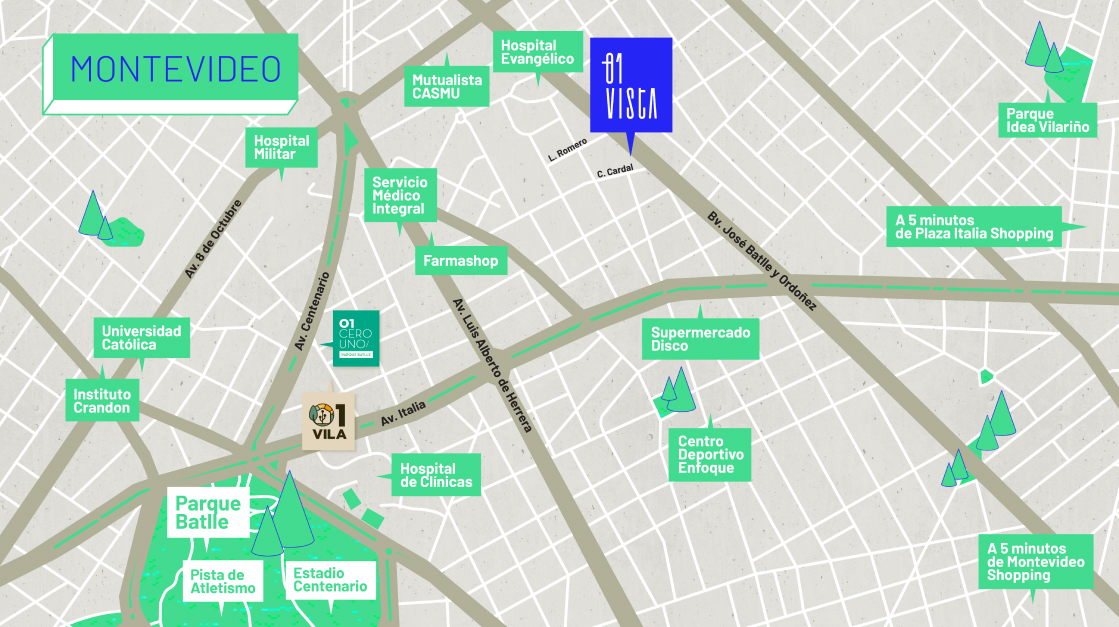 MONTEVIDEO
Hospital
Evangélico
Mutualista
CASMU
01
VISTA
Parque
Idea Vilariño
Hospital
Militar
L. Romero
C. Cardal
Servicio
Médico
Integral
A 5 minutos
de Plaza Italia Shopping
Av. 8 de Octubre
Bv. José Batlle y Ordoñez
Farmashop
Av. Centenario
Av. Luis Alberto de Herrera
01
CERO
UNO/
PARQUE BATLLE
Universidad
Católica
Supermercado
Disco
Instituto
Crandon
01
VILA
Av. Italia
Centro
Deportivo
Enfoque
Hospital
de Clínicas
Parque
Batlle
Pista de
Atletismo
Estadio
Centenario
A 5 minutos
de Montevideo
Shopping